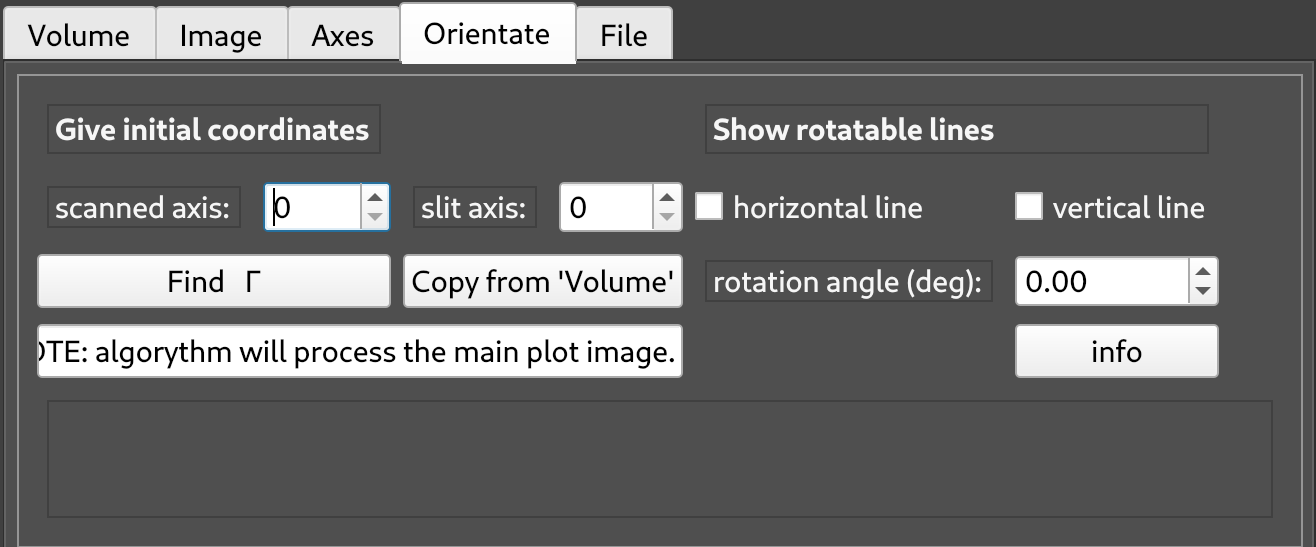 Volume Image Axes Orientate File
Give initial coordinates Show rotatable lines
scanned axis: 0 slit axis: 0 horizontal line vertical line
Find Γ Copy from 'Volume' rotation angle (deg): 0.00
OTE: algorythm will process the main plot image. info